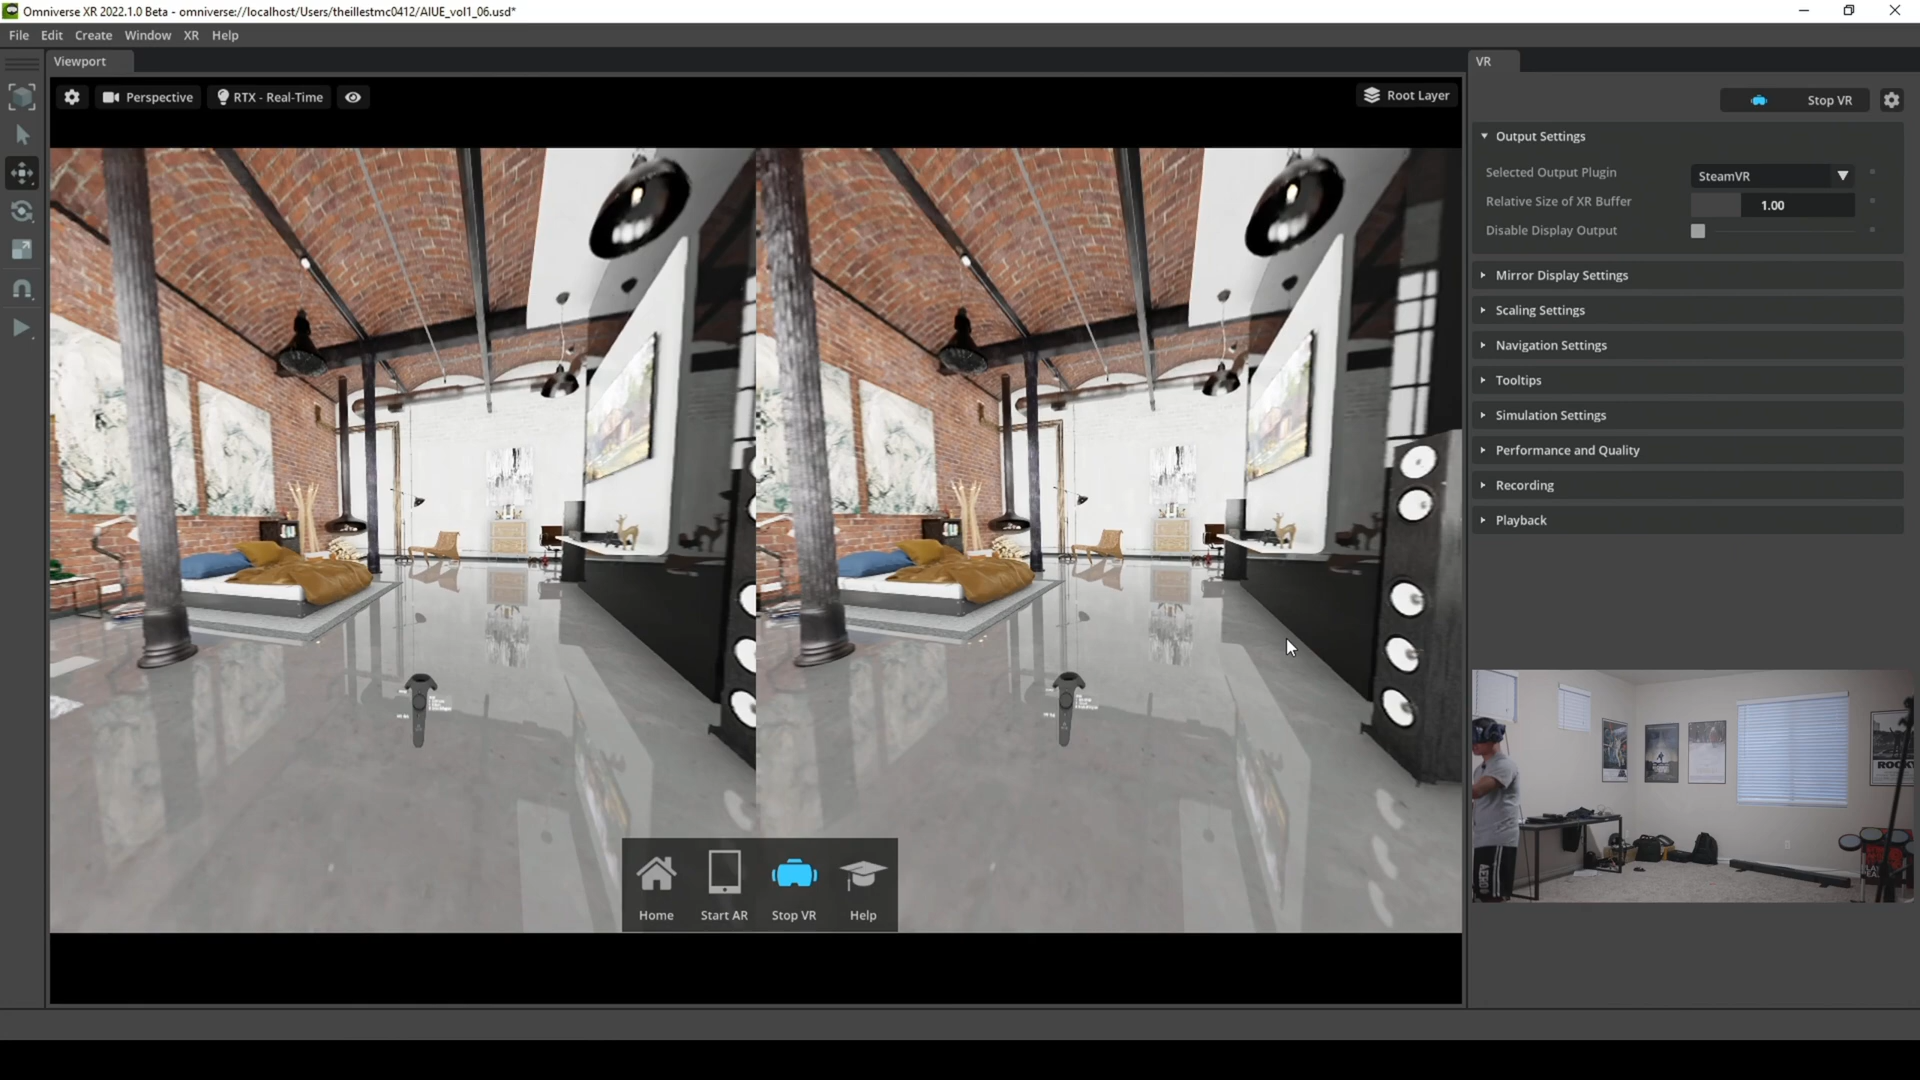 Omniverse XR 2022.1.0 Beta - omniverse://localhost/Users/theillestmc0412/AIUE_vol1_06.usd*
File Edit Create Window XR Help
Viewport
VR
Perspective
RTX - Real-Time
Root Layer
Stop VR
Output Settings
Selected Output Plugin
SteamVR
Relative Size of XR Buffer
1.00
Disable Display Output
Mirror Display Settings
Scaling Settings
Navigation Settings
Tooltips
Simulation Settings
Performance and Quality
Recording
Playback
ROCKY
Home
Start AR
Stop VR
Help